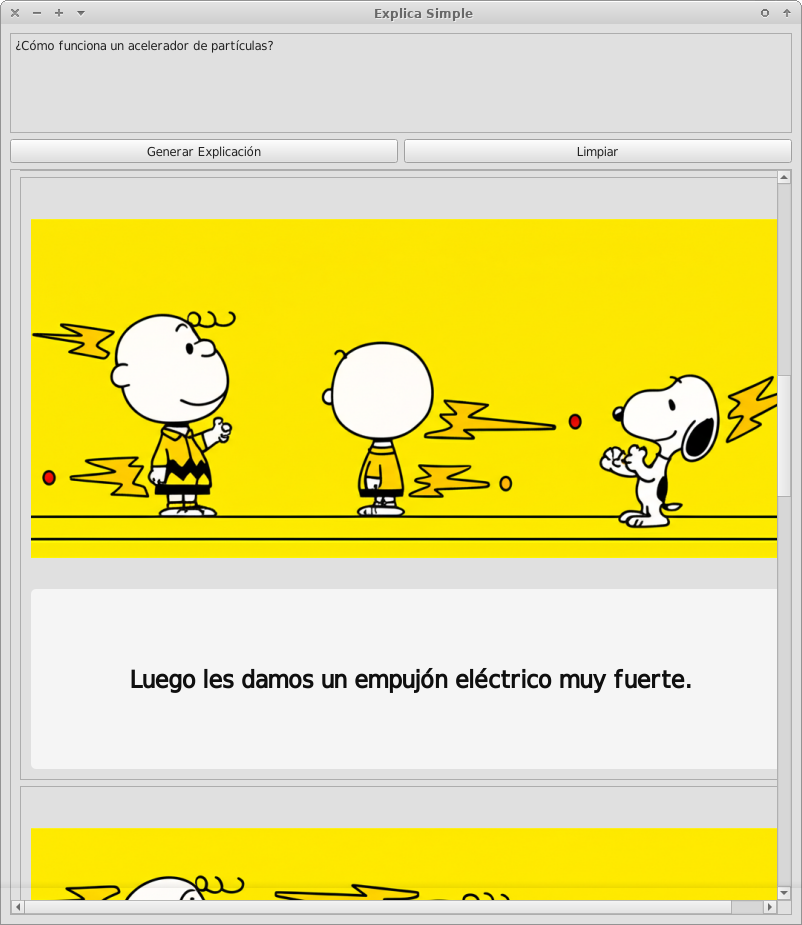 Explica Simple
¿Cómo funciona un acelerador de partículas?
Generar Explicación
Limpiar
Luego les damos un empujón eléctrico muy fuerte.